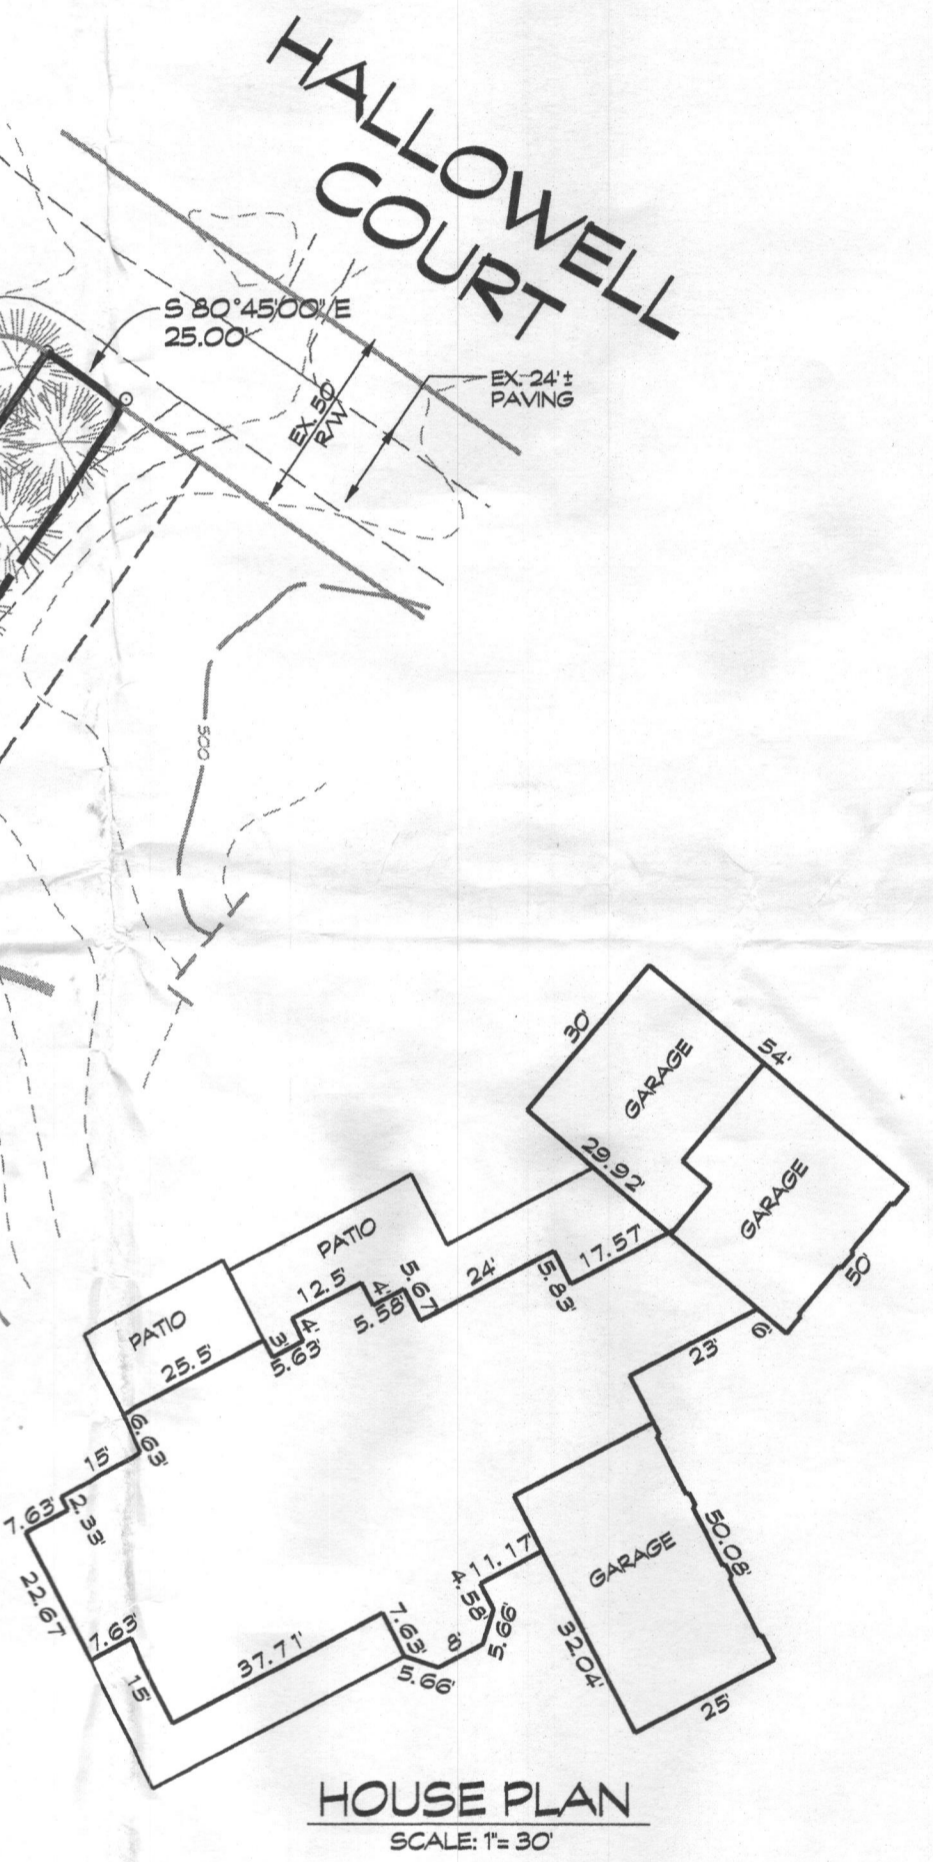 HALLOWELL
COURT
S 80°45'00" E
25.00'
EX. 50'
R/W
EX. 24'±
PAVING
500
30'
GARAGE
54'
29.92'
GARAGE
50'
6'
PATIO
12.5'
4'
5.58'
5.67'
24'
5.83'
17.57'
PATIO
25.5'
3'
4'
5.63'
23'
6.63'
15'
7.63'
2.33'
22.67'
7.63'
15'
37.71'
7.63'
5.66'
8'
5.66'
4.58'
11.17'
GARAGE
50.08'
32.04'
25'
HOUSE PLAN
SCALE: 1"= 30'